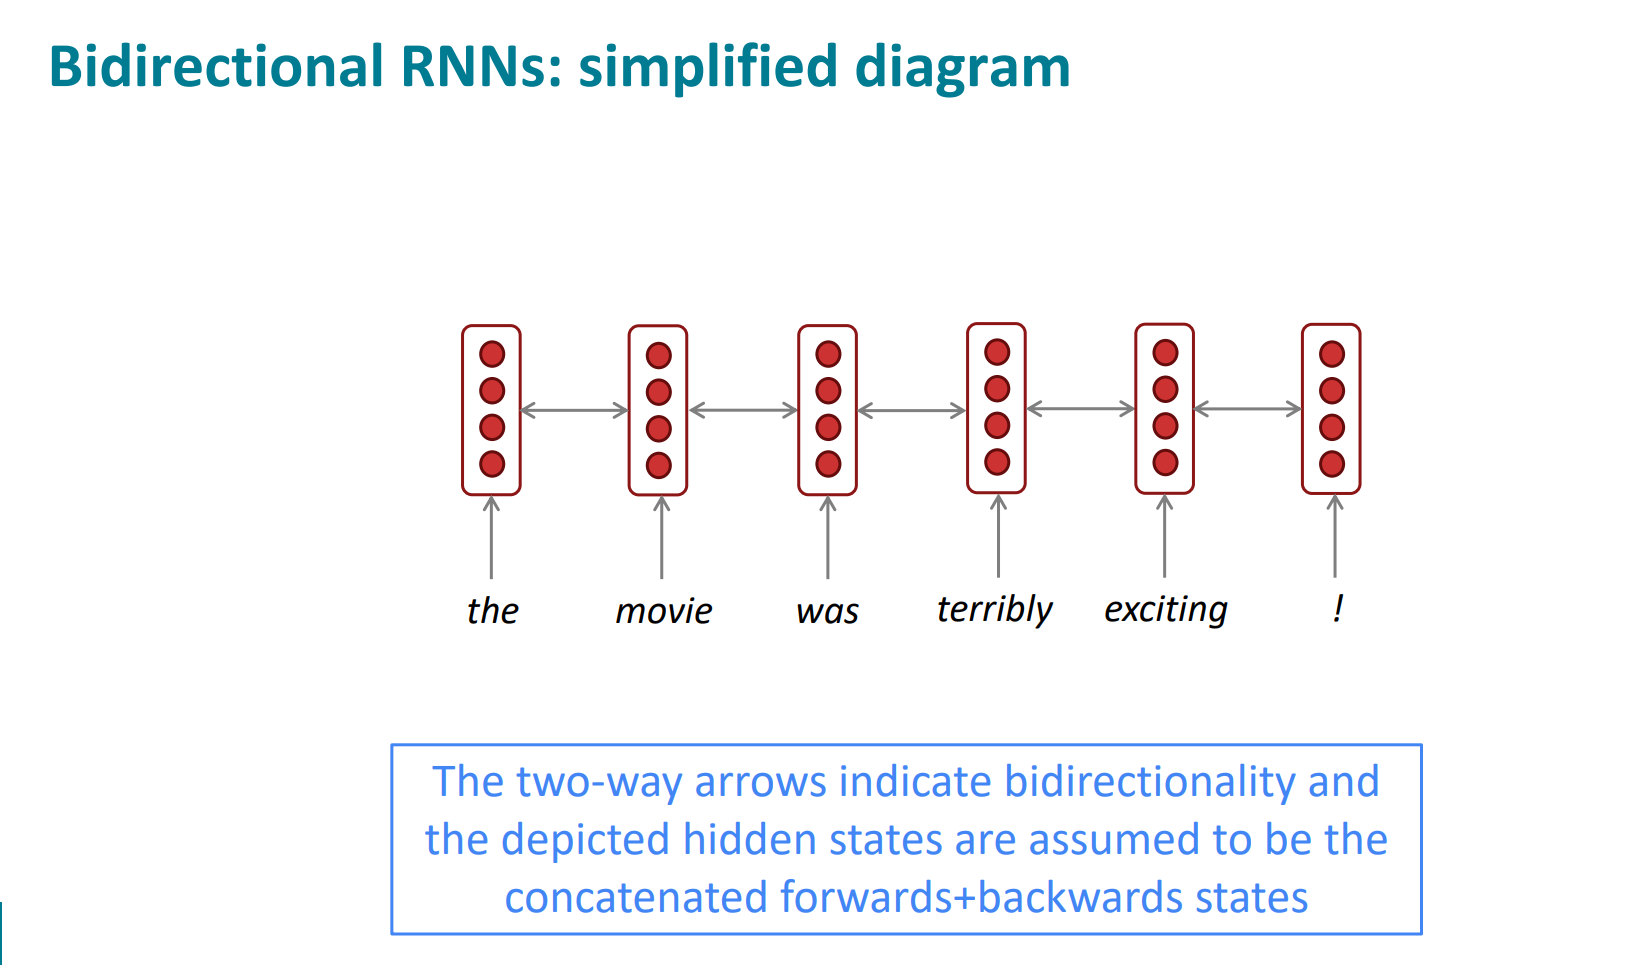 Bidirectional RNNs: simplified diagram
the movie was terribly exciting !
The two-way arrows indicate bidirectionality and
the depicted hidden states are assumed to be the
concatenated forwards+backwards states